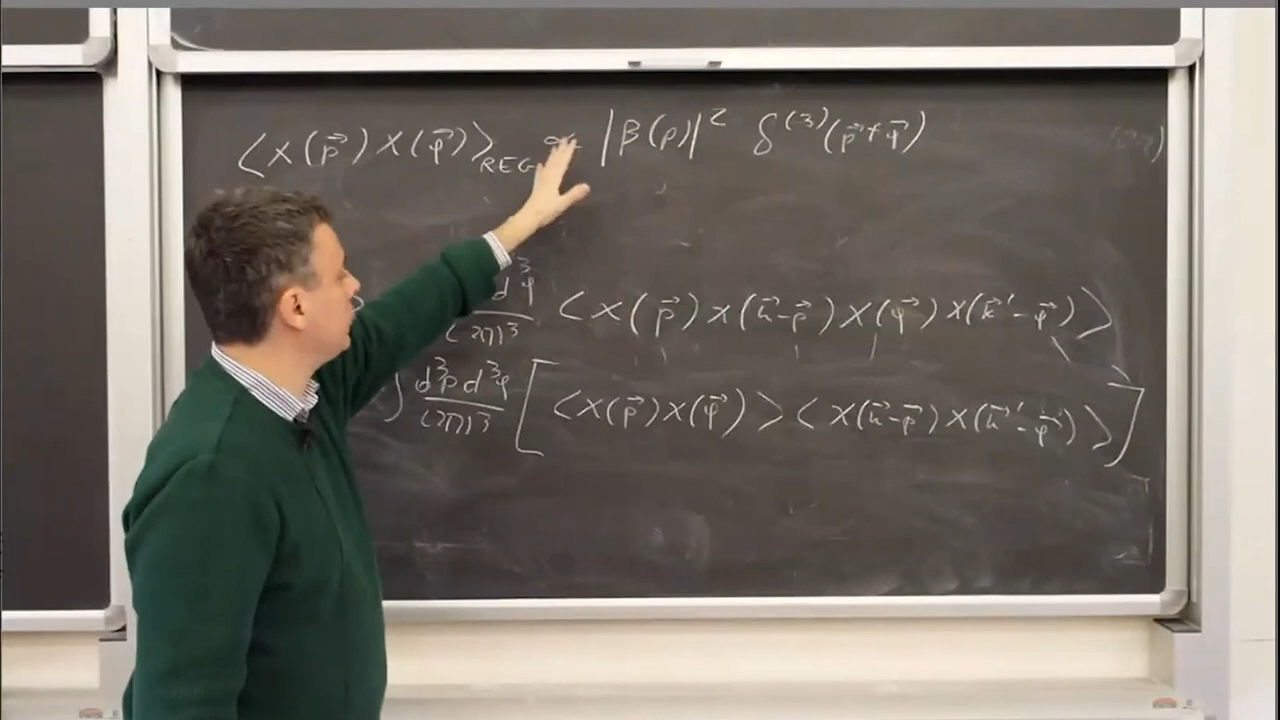 ⟨X(p⃗) X(q⃗)⟩_REG ∝ |β(p)|² δ⁽³⁾(p⃗+q⃗)
d³q/(2π)³ ⟨X(p⃗) X(k⃗-p⃗) X(q⃗) X(k⃗'-q⃗)⟩
∫ d³p d³q/(2π)³ [⟨X(p⃗)X(q⃗)⟩⟨X(k⃗-p⃗)X(k⃗'-q⃗)⟩]